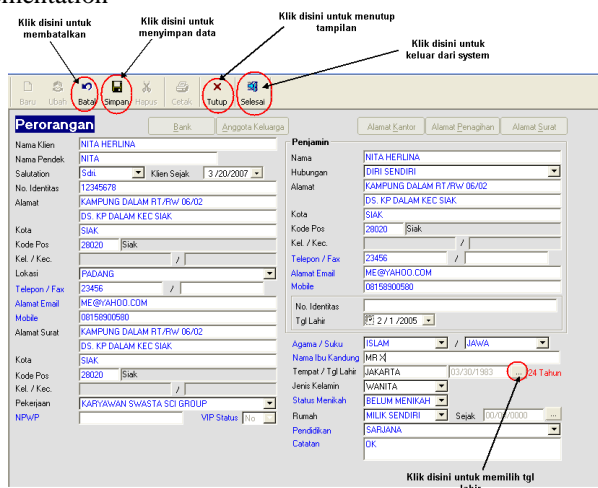 mentation
Klik disini untuk membatalkan
Klik disini untuk menyimpan data
Klik disini untuk menutup tampilan
Klik disini untuk keluar dari system
Baru Ubah Batal Simpan Hapus Cetak Tutup Selesai
Perorangan Bank Anggota Keluarga Alamat Kantor Alamat Penagihan Alamat Surat
Nama Klien NITA HERLINA
Nama Pendek NITA
Salutation Sdri Klien Sejak 3 /20/2007
No. Identitas 12345678
Alamat KAMPUNG DALAM RT/RW 06/02
DS. KP DALAM KEC SIAK
Kota SIAK
Kode Pos 28020 Siak
Kel. / Kec. /
Lokasi PADANG
Telepon / Fax 23456 /
Alamat Email ME@YAHOO.COM
Mobile 08158900580
Alamat Surat KAMPUNG DALAM RT/RW 06/02
DS. KP DALAM KEC SIAK
Kota SIAK
Kode Pos 28020 Siak
Kel. / Kec. /
Pekerjaan KARYAWAN SWASTA SCI GROUP
NPWP VIP Status No
Penjamin
Nama NITA HERLINA
Hubungan DIRI SENDIRI
Alamat KAMPUNG DALAM RT/RW 06/02
DS. KP DALAM KEC SIAK
Kota SIAK
Kode Pos 28020 Siak
Kel. / Kec. /
Telepon / Fax 23456 /
Alamat Email ME@YAHOO.COM
Mobile 08158900580
No. Identitas
Tgl Lahir 2 / 1 /2005
Agama / Suku ISLAM / JAWA
Nama Ibu Kandung MR X
Tempat / Tgl Lahir JAKARTA 03/30/1983 ... 24 Tahun
Jenis Kelamin WANITA
Status Menikah BELUM MENIKAH
Rumah MILIK SENDIRI Sejak 00/00/0000 ...
Pendidikan SARJANA
Catatan OK
Klik disini untuk memilih tgl
lahir